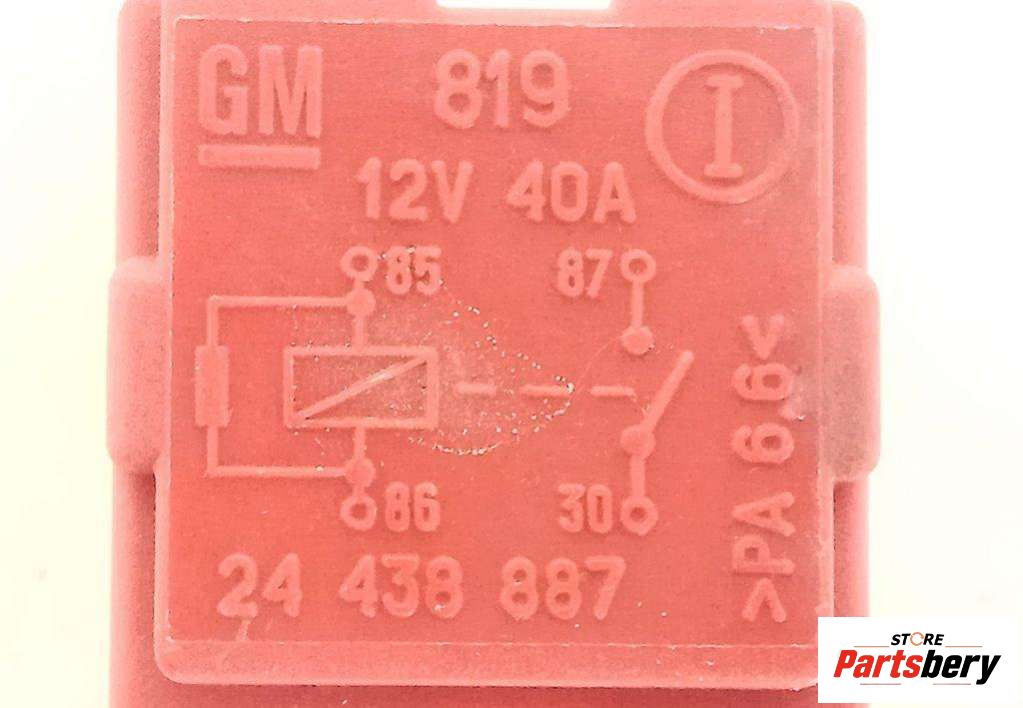 GM 819 I
12V 40A
85 87
86 30
24 438 887
>PA 6.6<
STORE
Partsbery